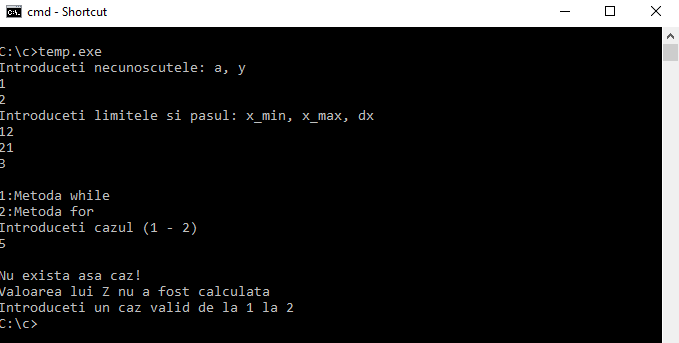 cmd - Shortcut
C:\c>temp.exe
Introduceti necunoscutele: a, y
1
2
Introduceti limitele si pasul: x_min, x_max, dx
12
21
3
1:Metoda while
2:Metoda for
Introduceti cazul (1 - 2)
5
Nu exista asa caz!
Valoarea lui Z nu a fost calculata
Introduceti un caz valid de la 1 la 2
C:\c>